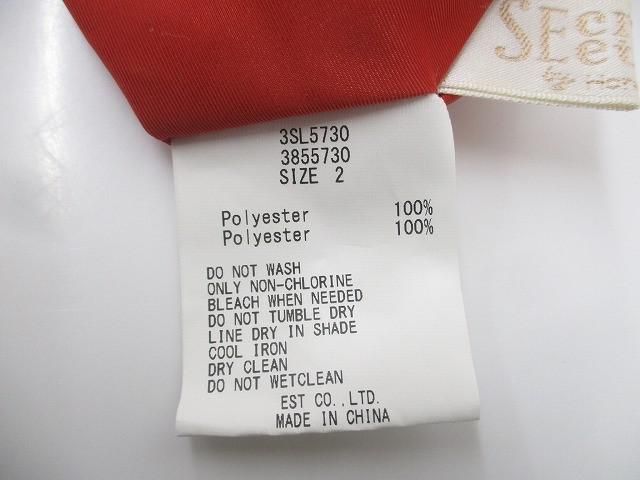 3SL5730
3855730
SIZE 2
Polyester 100%
Polyester 100%
DO NOT WASH
ONLY NON-CHLORINE
BLEACH WHEN NEEDED
DO NOT TUMBLE DRY
LINE DRY IN SHADE
COOL IRON
DRY CLEAN
DO NOT WETCLEAN
EST CO.,LTD.
MADE IN CHINA